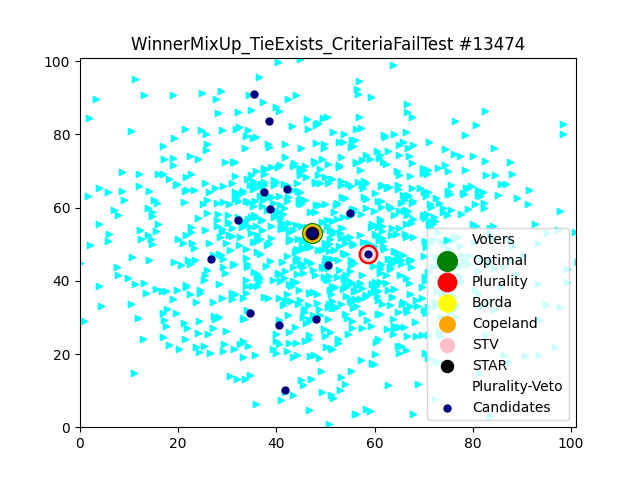 WinnerMixUp_TieExists_CriteriaFailTest #13474
100
80
60
40
20
0
0 20 40 60 80 100
Voters
Optimal
Plurality
Borda
Copeland
STV
STAR
Plurality-Veto
Candidates